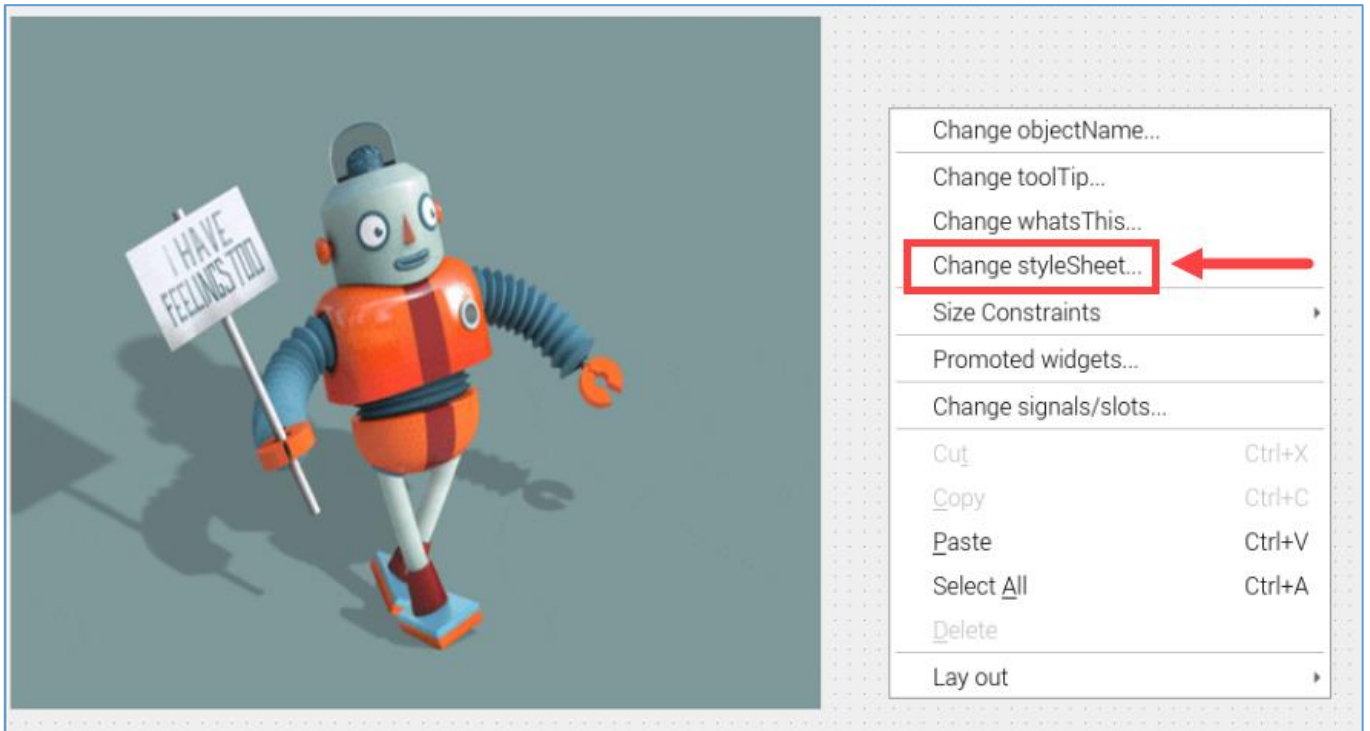 I HAVE
FEELINGS TOO
Change objectName...
Change toolTip...
Change whatsThis...
Change styleSheet...
Size Constraints
Promoted widgets...
Change signals/slots...
Cut Ctrl+X
Copy Ctrl+C
Paste Ctrl+V
Select All Ctrl+A
Delete
Lay out